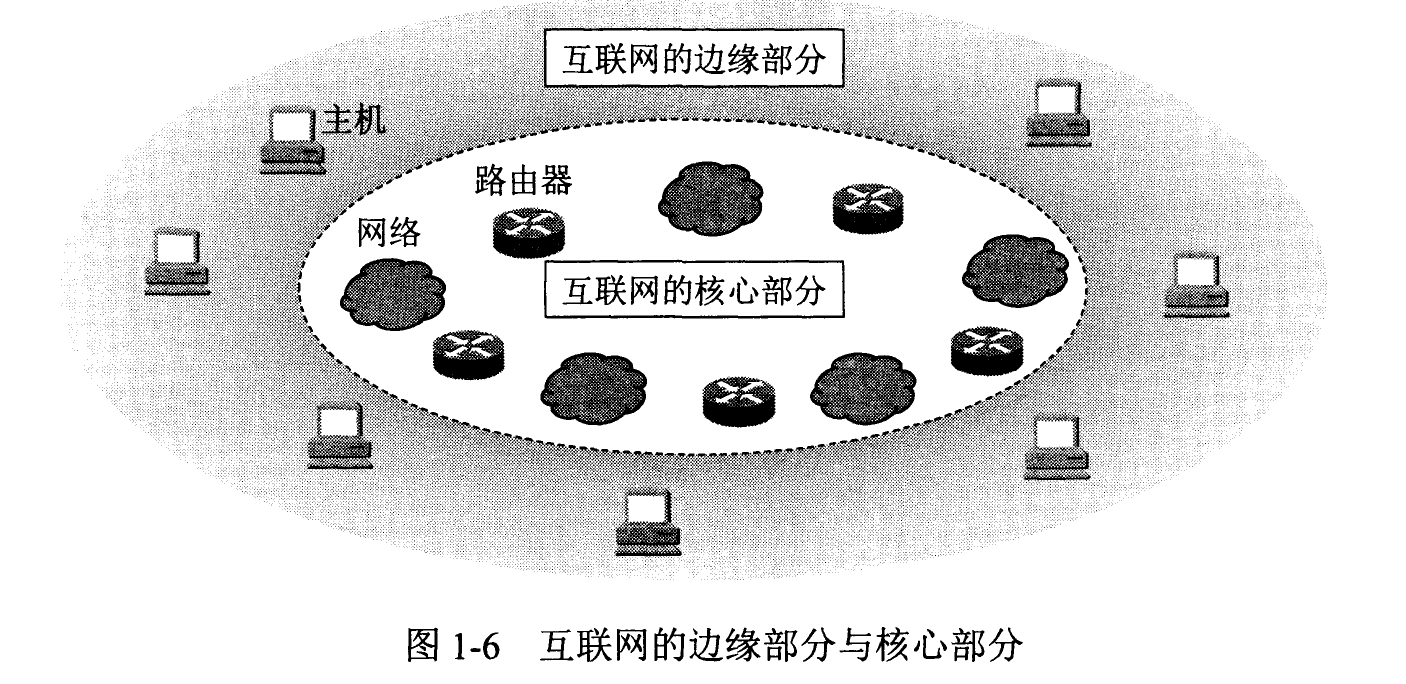 互联网的边缘部分
主机
路由器
网络
互联网的核心部分
图 1-6 互联网的边缘部分与核心部分